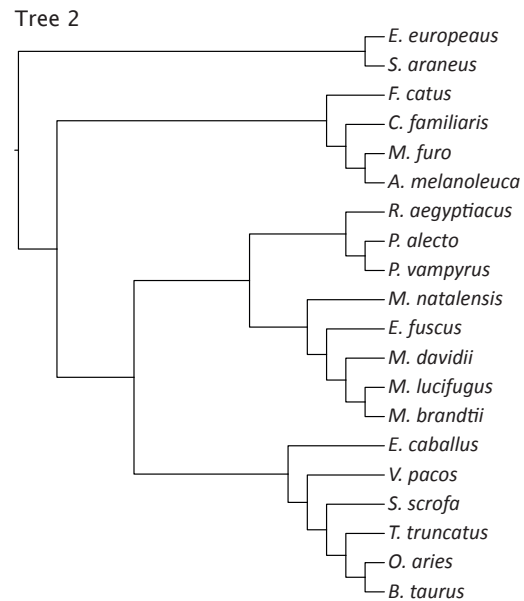 Tree 2
E. europeaus
S. araneus
F. catus
C. familiaris
M. furo
A. melanoleuca
R. aegyptiacus
P. alecto
P. vampyrus
M. natalensis
E. fuscus
M. davidii
M. lucifugus
M. brandtii
E. caballus
V. pacos
S. scrofa
T. truncatus
O. aries
B. taurus